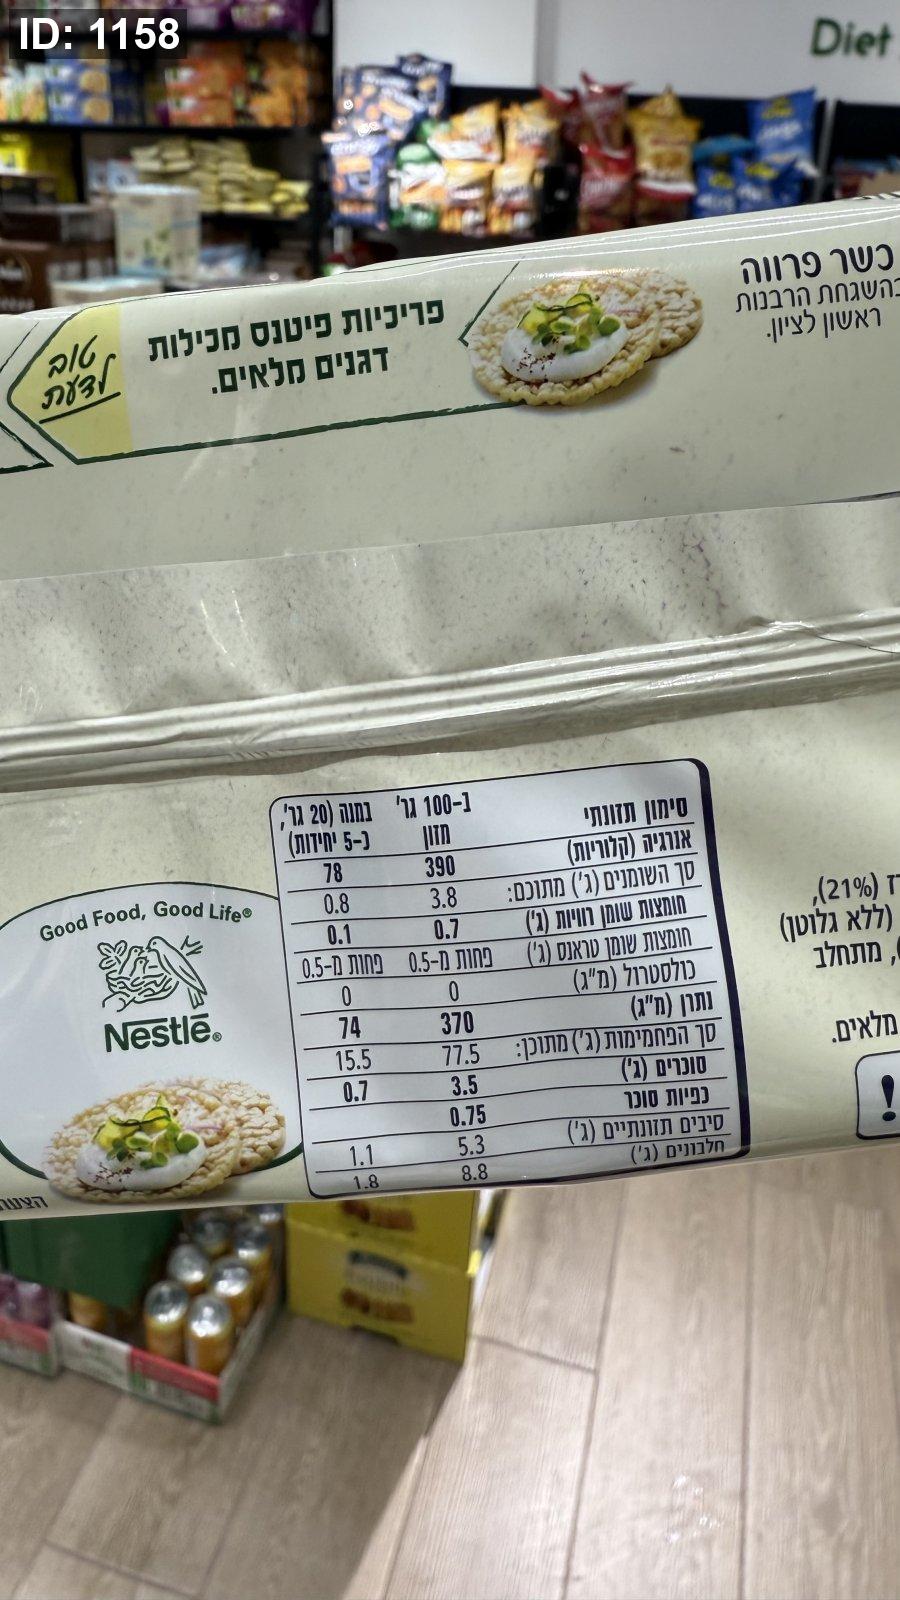 ID: 1158
Diet
כשר פרווה
בהשגחת הרבנות
ראשון לציון.
פריכיות פיטנס מכילות
דגנים מלאים.
טוב
לדעת
סימון תזונתי ב-100 גר' מזון במנה (20 גר', כ-5 יחידות)
אנרגיה (קלוריות) 390 78
סך השומנים (ג') מתוכם: 3.8 0.8
חומצות שומן רוויות (ג') 0.7 0.1
חומצות שומן טראנס (ג') פחות מ-0.5 פחות מ-0.5
כולסטרול (מ"ג) 0 0
נתרן (מ"ג) 370 74
סך הפחמימות (ג') מתוכן: 77.5 15.5
סוכרים (ג') 3.5 0.7
כפיות סוכר 0.75
סיבים תזונתיים (ג') 5.3 1.1
חלבונים (ג') 8.8 1.8
(21%),
(ללא גלוטן)
מתחלב
מלאים.
!
Good Food, Good Life®
Nestlé®